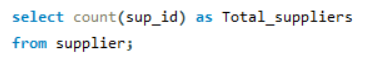 select count(sup_id) as Total_suppliers
from supplier;